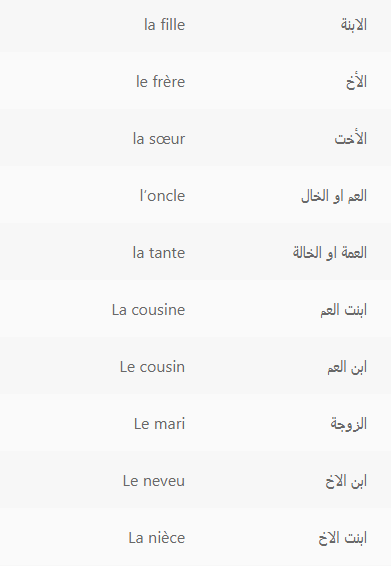 la fille الابنة
le frère الأخ
la sœur الأخت
l'oncle العم او الخال
la tante العمة او الخالة
La cousine ابنت العم
Le cousin ابن العم
Le mari الزوجة
Le neveu ابن الاخ
La nièce ابنت الاخ